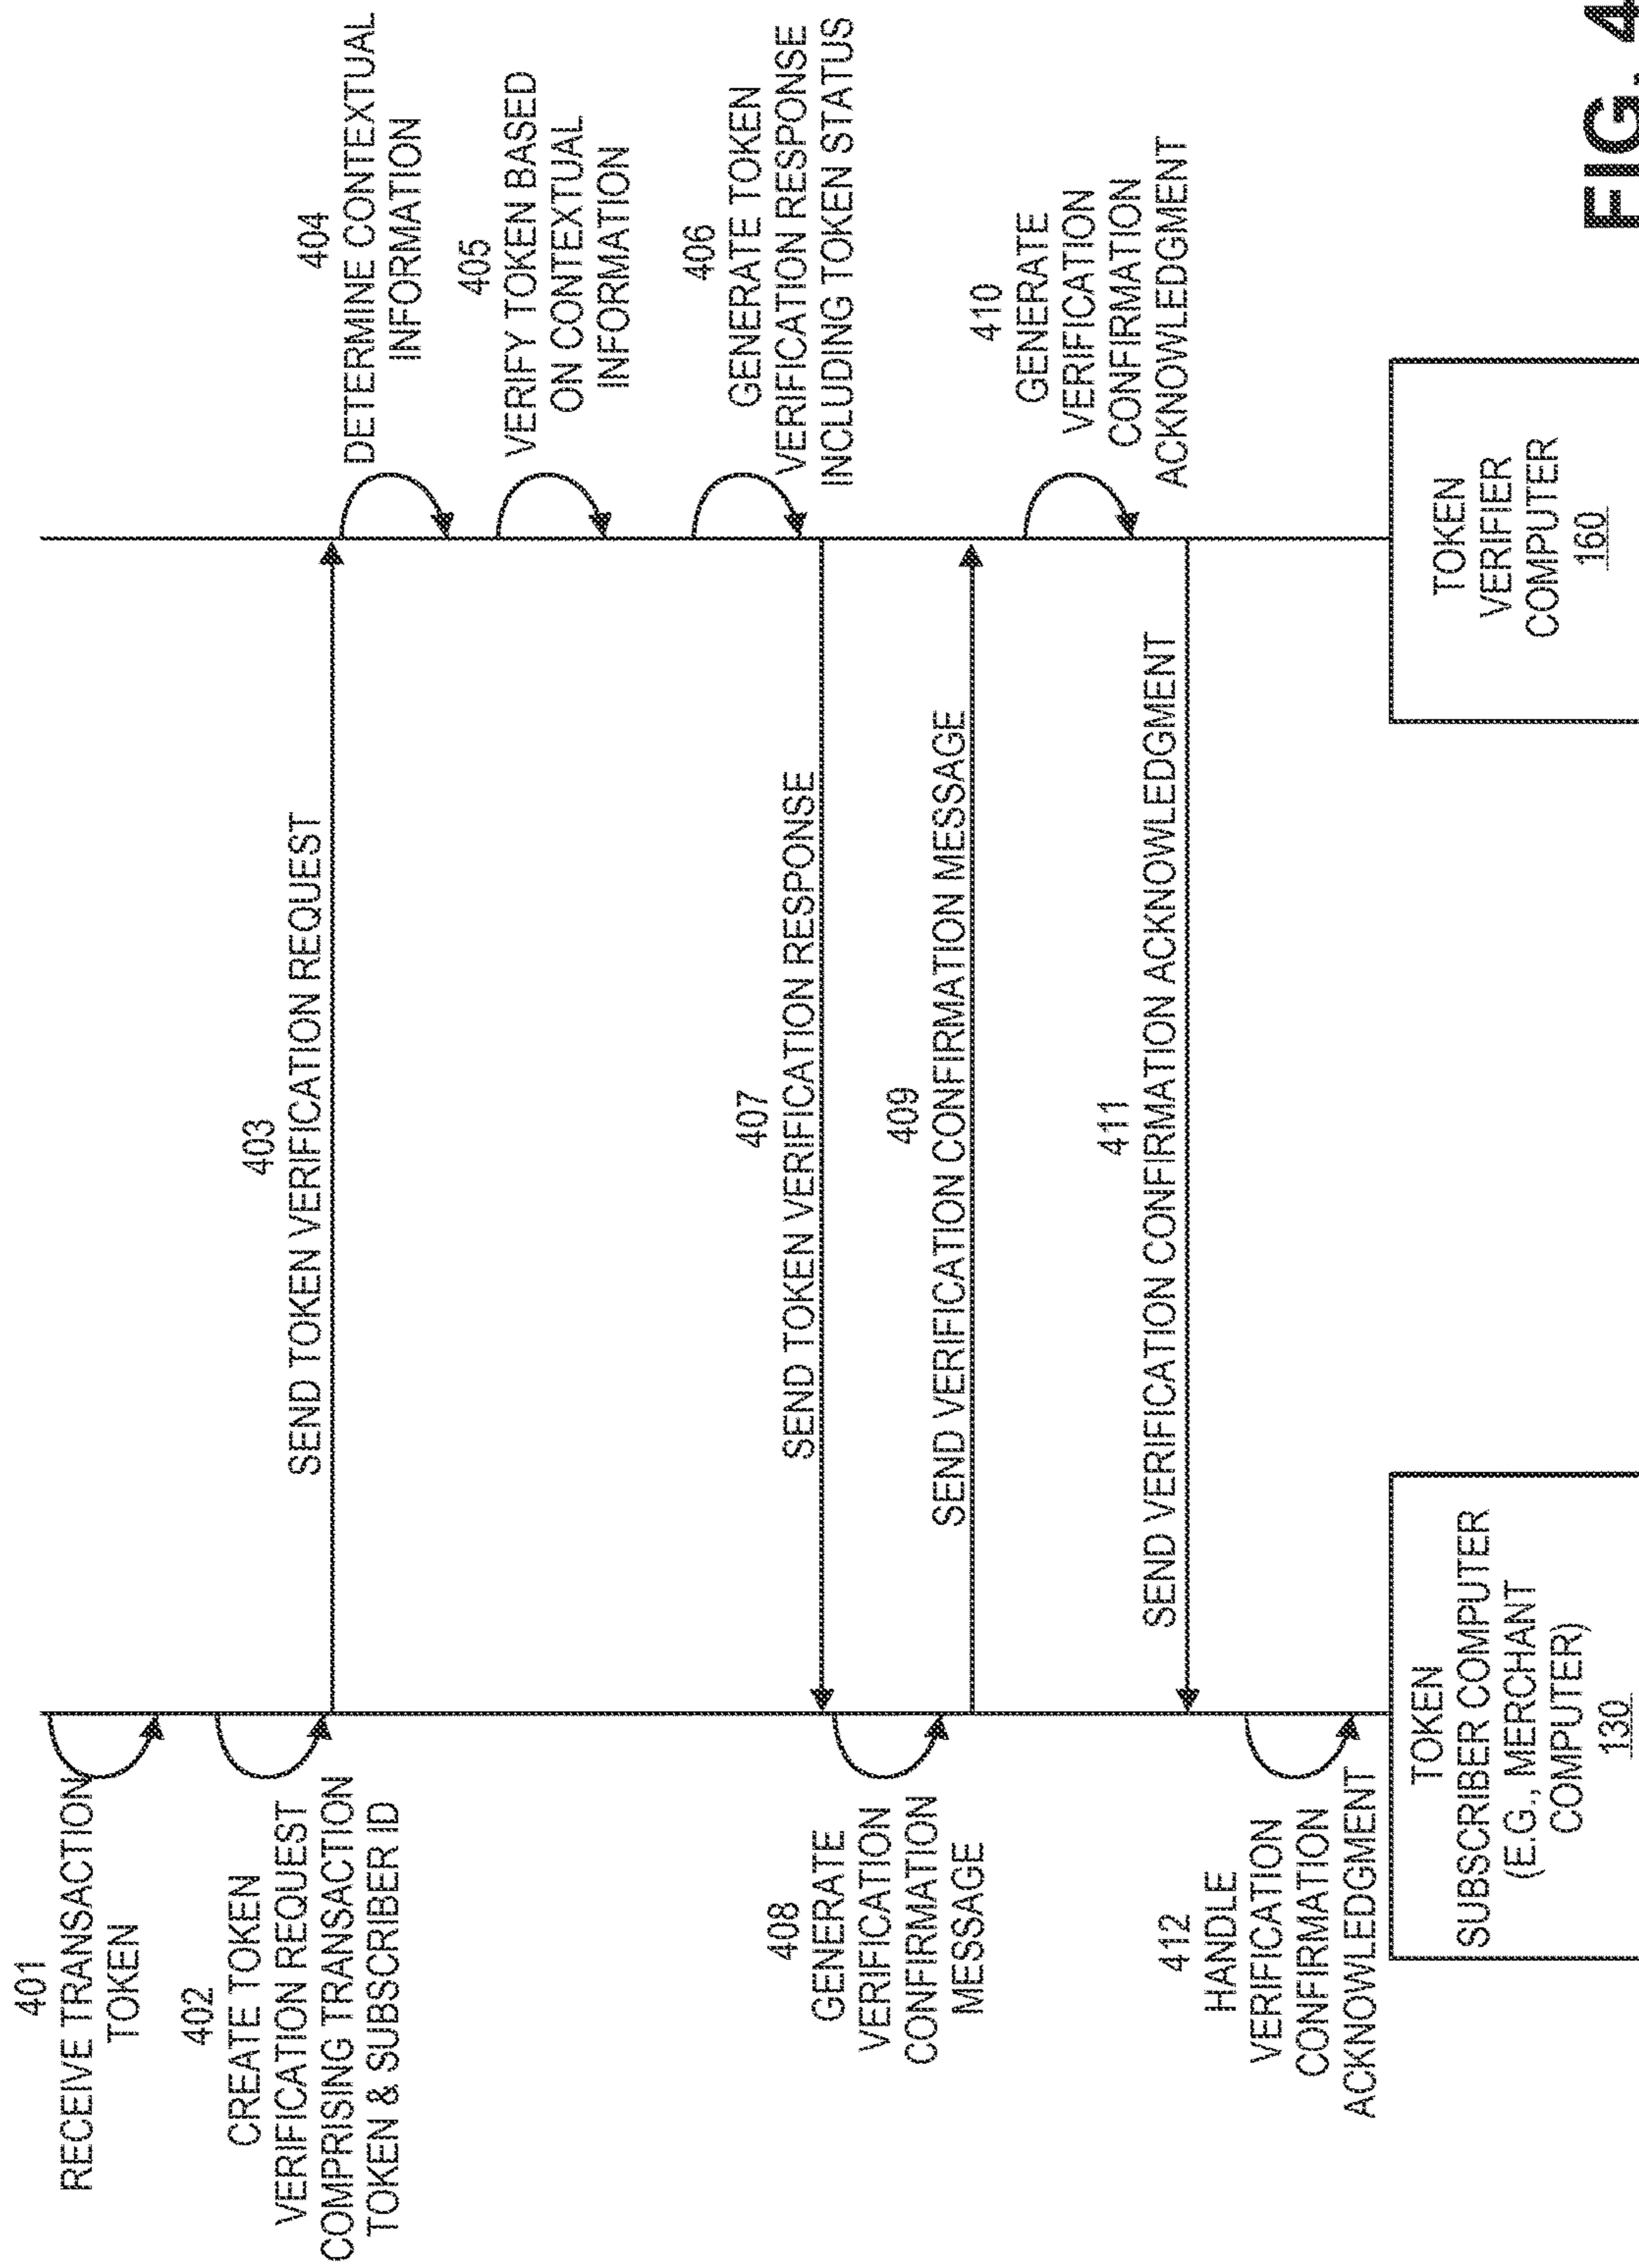 401
RECEIVE TRANSACTION
TOKEN
402
CREATE TOKEN
VERIFICATION REQUEST
COMPRISING TRANSACTION
TOKEN & SUBSCRIBER ID
403
SEND TOKEN VERIFICATION REQUEST
404
DETERMINE CONTEXTUAL
INFORMATION
405
VERIFY TOKEN BASED
ON CONTEXTUAL
INFORMATION
406
GENERATE TOKEN
VERIFICATION RESPONSE
INCLUDING TOKEN STATUS
407
SEND TOKEN VERIFICATION RESPONSE
408
GENERATE
VERIFICATION
CONFIRMATION
MESSAGE
409
SEND VERIFICATION CONFIRMATION MESSAGE
410
GENERATE
VERIFICATION
CONFIRMATION
ACKNOWLEDGMENT
411
SEND VERIFICATION CONFIRMATION ACKNOWLEDGMENT
412
HANDLE
VERIFICATION
CONFIRMATION
ACKNOWLEDGMENT
TOKEN
SUBSCRIBER COMPUTER
(E.G., MERCHANT
COMPUTER)
130
TOKEN
VERIFIER
COMPUTER
160
FIG. 4